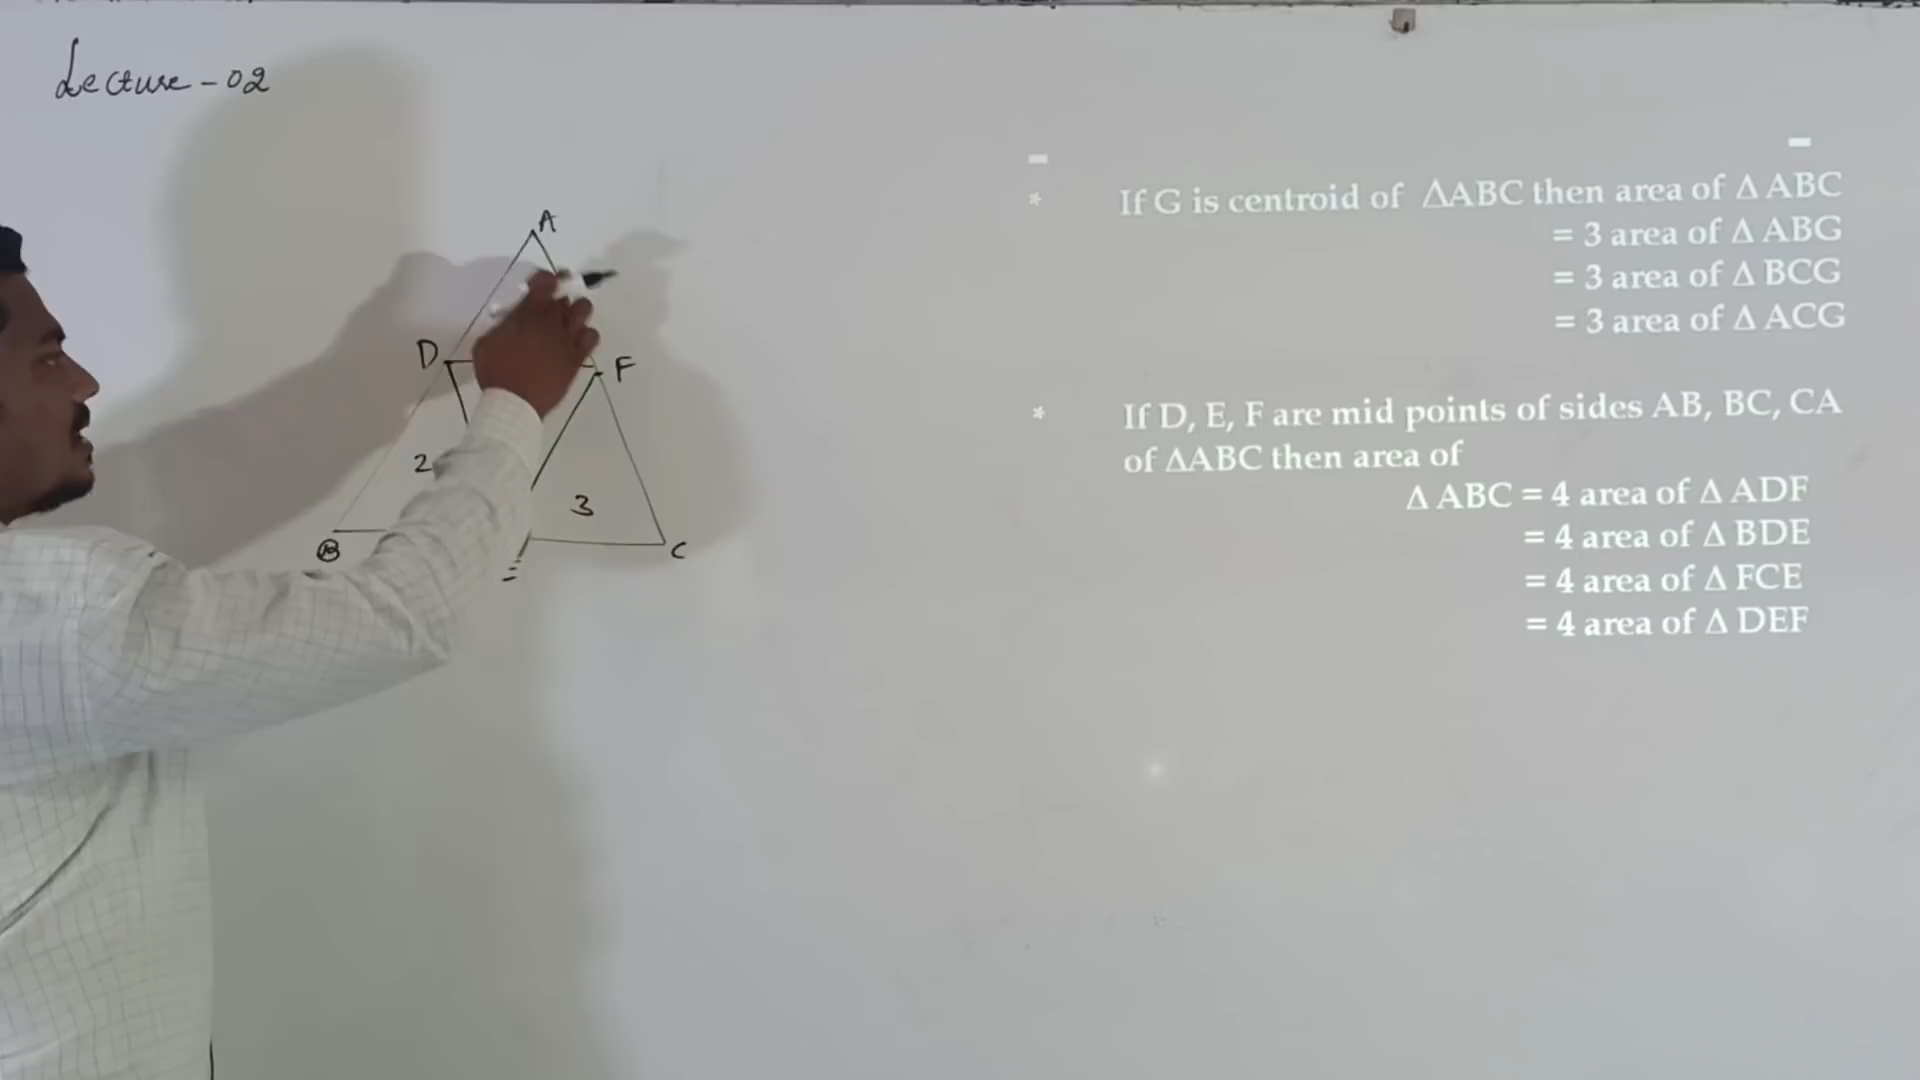 Lecture - 02
A
D
F
2
3
B
C
* If G is centroid of ΔABC then area of Δ ABC
= 3 area of Δ ABG
= 3 area of Δ BCG
= 3 area of Δ ACG
* If D, E, F are mid points of sides AB, BC, CA
of ΔABC then area of
Δ ABC = 4 area of Δ ADF
= 4 area of Δ BDE
= 4 area of Δ FCE
= 4 area of Δ DEF